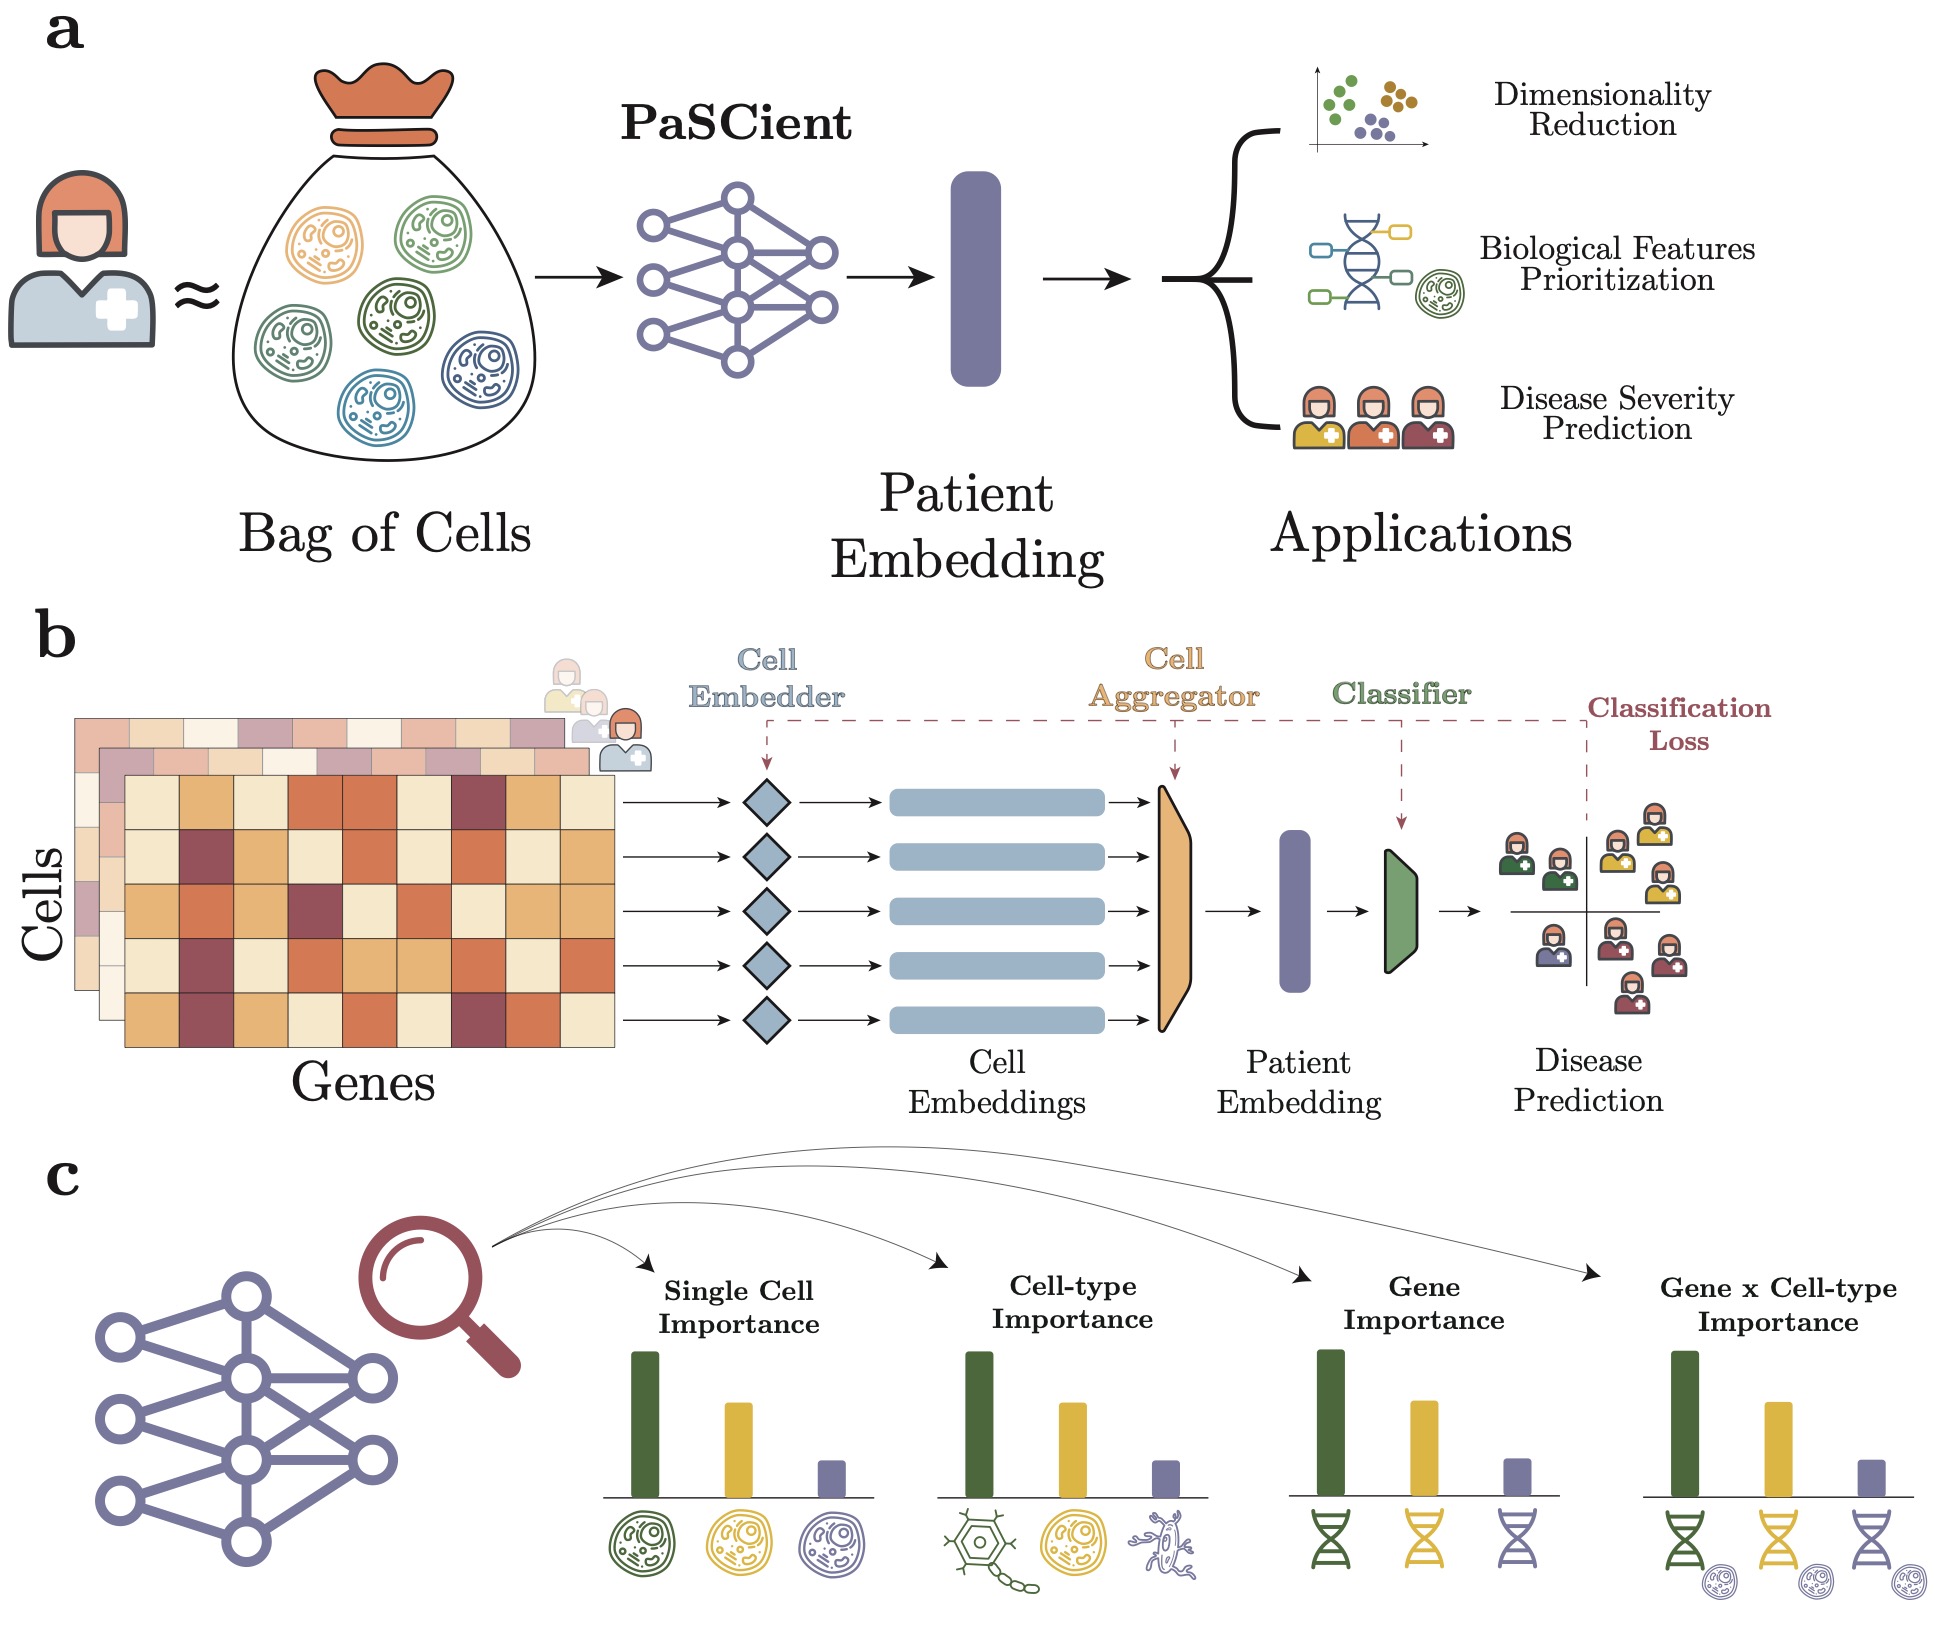 a
PaSCient
Dimensionality
Reduction
Biological Features
Prioritization
≈
Disease Severity
Prediction
Bag of Cells
Patient
Embedding
Applications
b
Cell
Embedder
Cell
Aggregator
Classifier
Classification
Loss
Cells
Genes
Cell
Embeddings
Patient
Embedding
Disease
Prediction
c
Single Cell
Importance
Cell-type
Importance
Gene
Importance
Gene x Cell-type
Importance